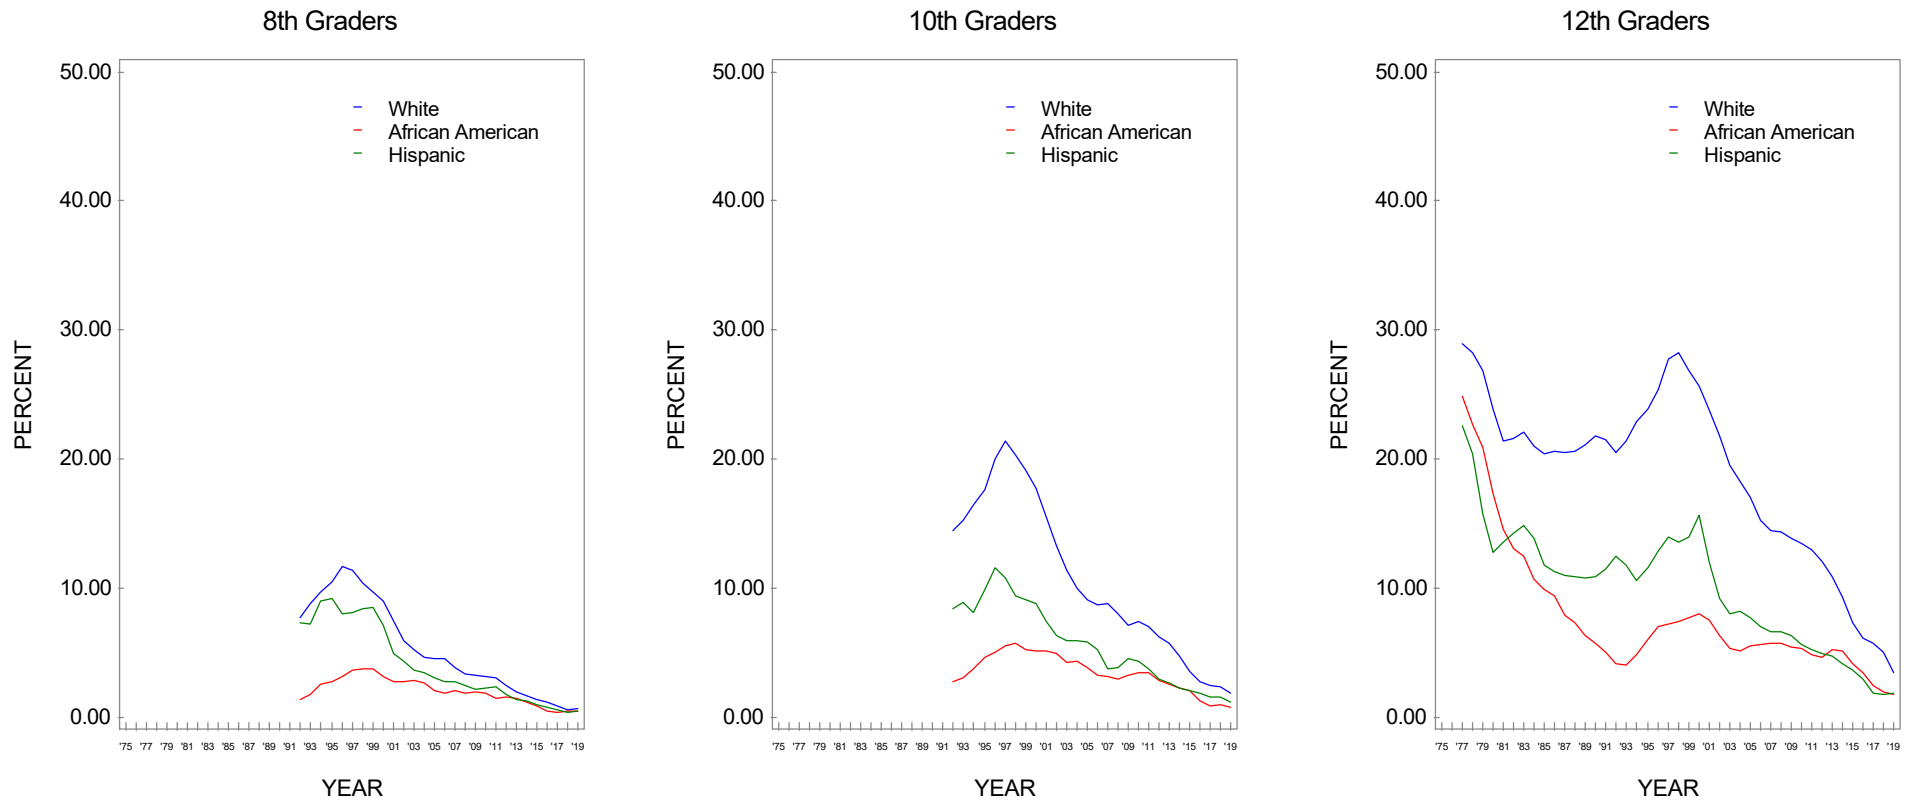 8th Graders
50.00
40.00
30.00
20.00
10.00
0.00
PERCENT
White
African American
Hispanic
'75 '77 '79 '81 '83 '85 '87 '89 '91 '93 '95 '97 '99 '01 '03 '05 '07 '09 '11 '13 '15 '17 '19
YEAR
10th Graders
50.00
40.00
30.00
20.00
10.00
0.00
PERCENT
White
African American
Hispanic
'75 '77 '79 '81 '83 '85 '87 '89 '91 '93 '95 '97 '99 '01 '03 '05 '07 '09 '11 '13 '15 '17 '19
YEAR
12th Graders
50.00
40.00
30.00
20.00
10.00
0.00
PERCENT
White
African American
Hispanic
'75 '77 '79 '81 '83 '85 '87 '89 '91 '93 '95 '97 '99 '01 '03 '05 '07 '09 '11 '13 '15 '17 '19
YEAR